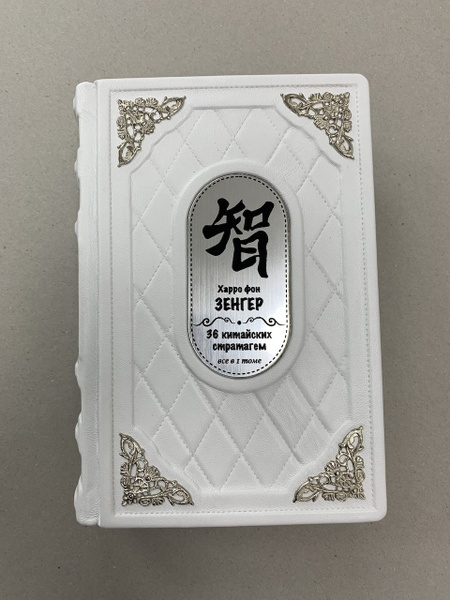 智
Харро фон
ЗЕНГЕР
36 китайских
стратагем
все в 1 томе